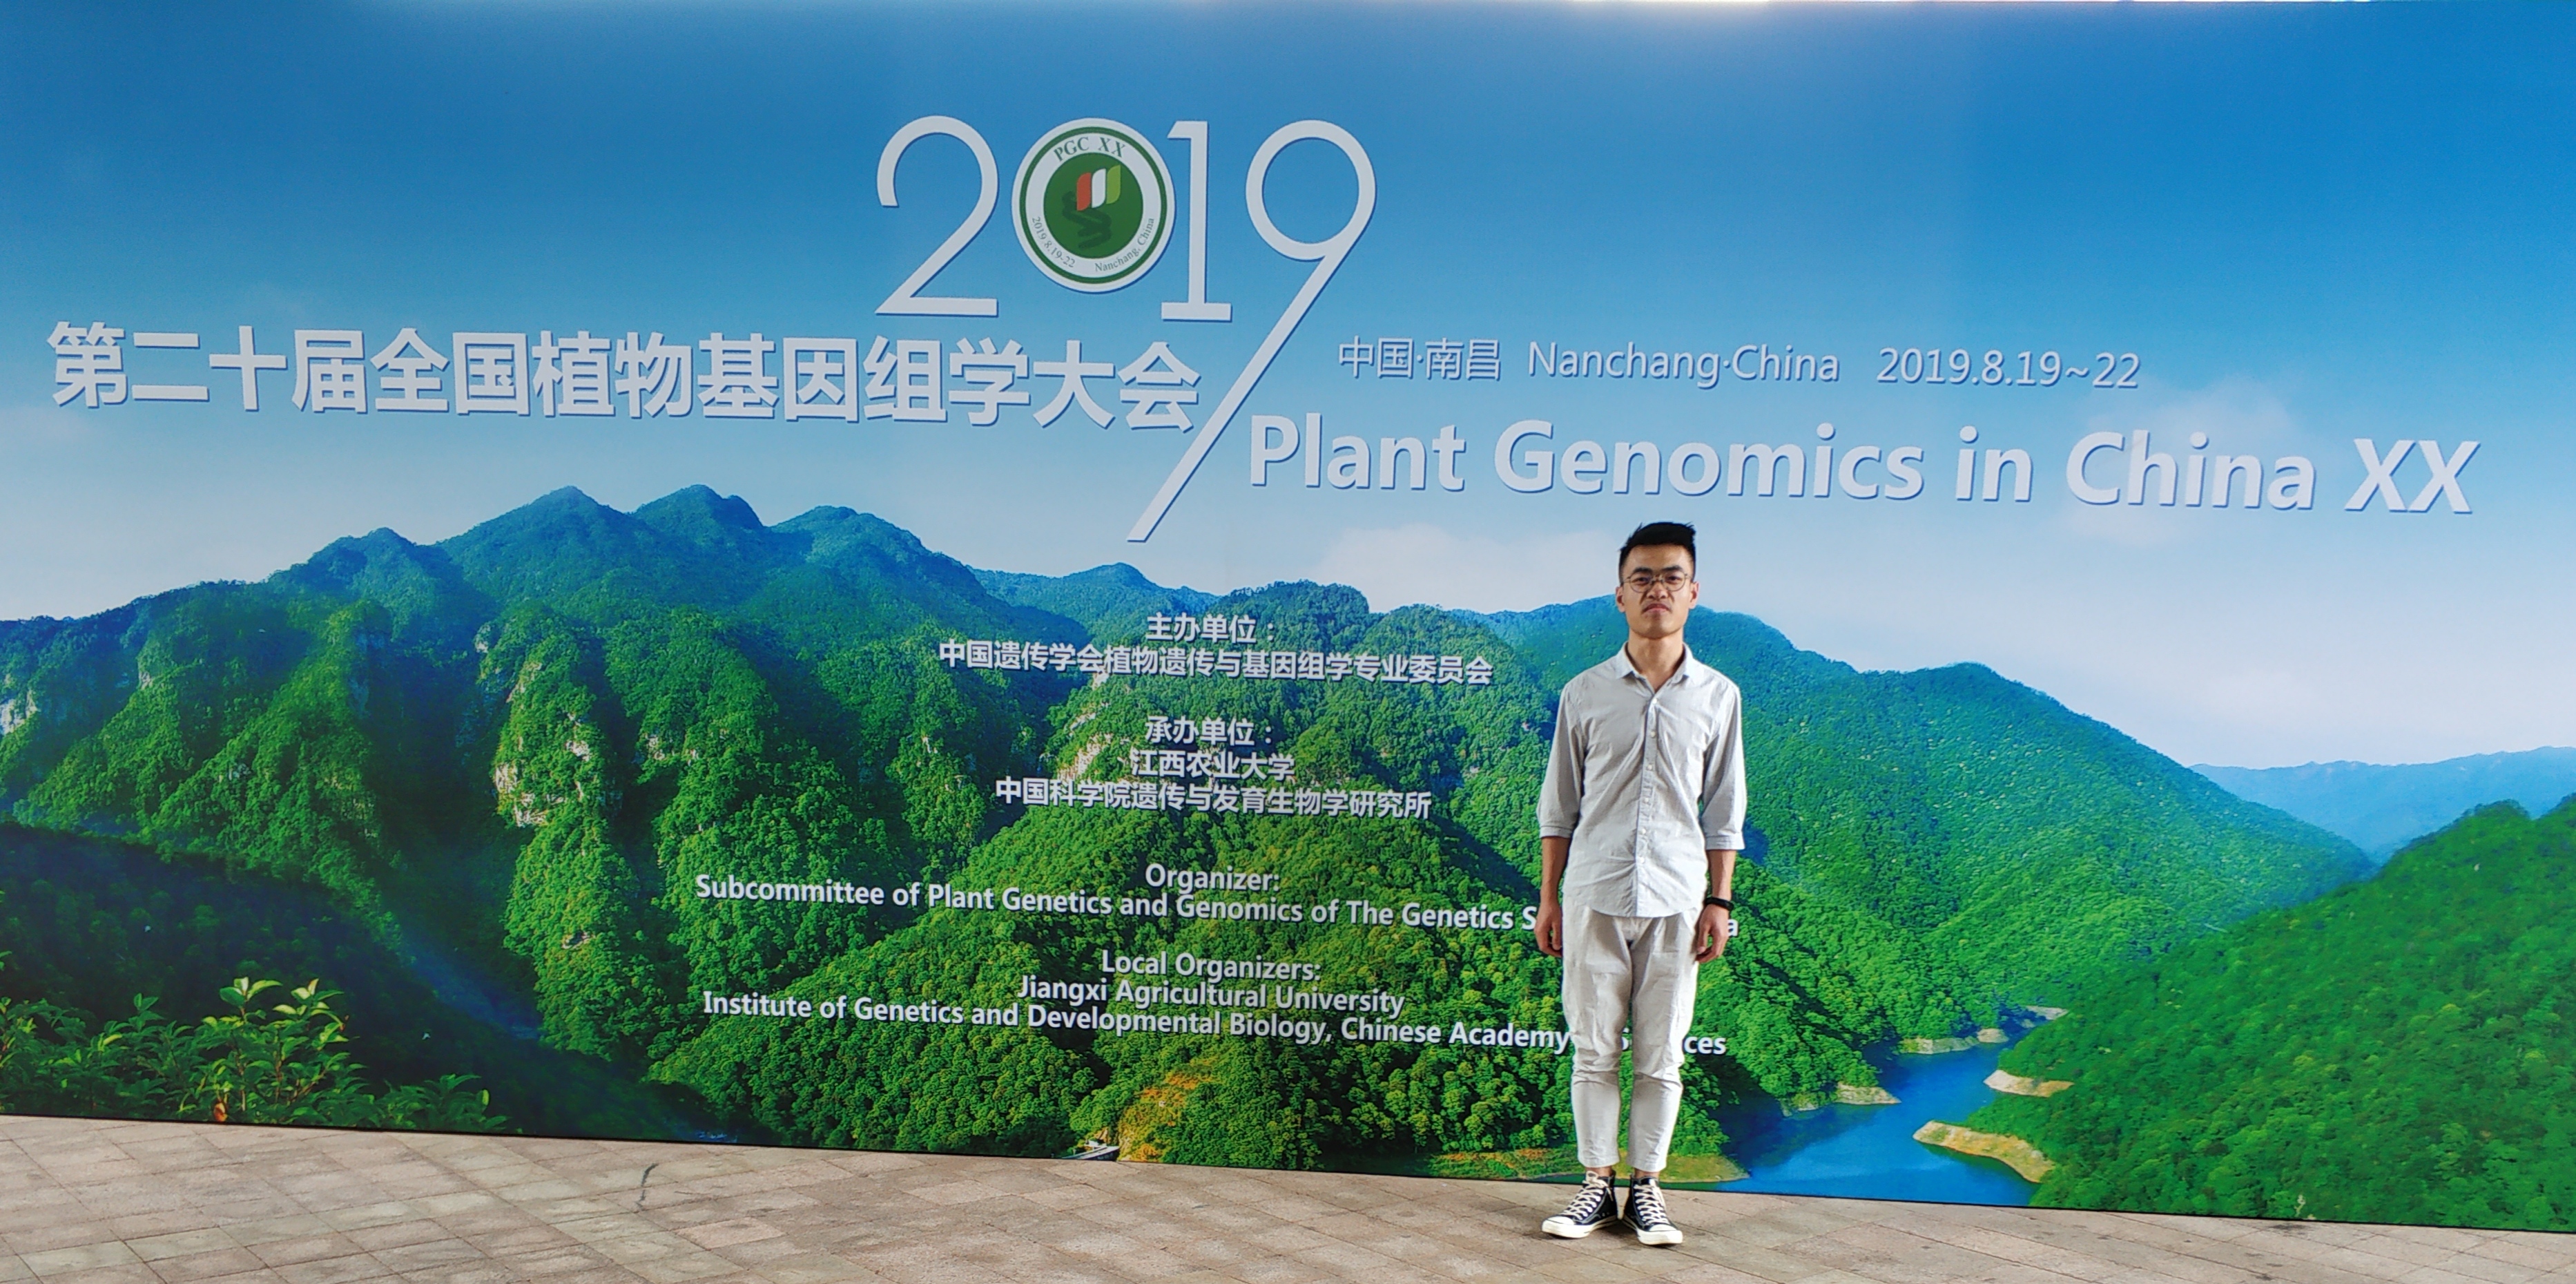 2019
PGC XX
2019.8.19-22 Nanchang, China
第二十届全国植物基因组学大会
中国·南昌 Nanchang·China 2019.8.19~22
Plant Genomics in China XX
主办单位：
中国遗传学会植物遗传与基因组学专业委员会
承办单位：
江西农业大学
中国科学院遗传与发育生物学研究所
Organizer:
Subcommittee of Plant Genetics and Genomics of The Genetics
Local Organizers:
Jiangxi Agricultural University
Institute of Genetics and Developmental Biology, Chinese Academy